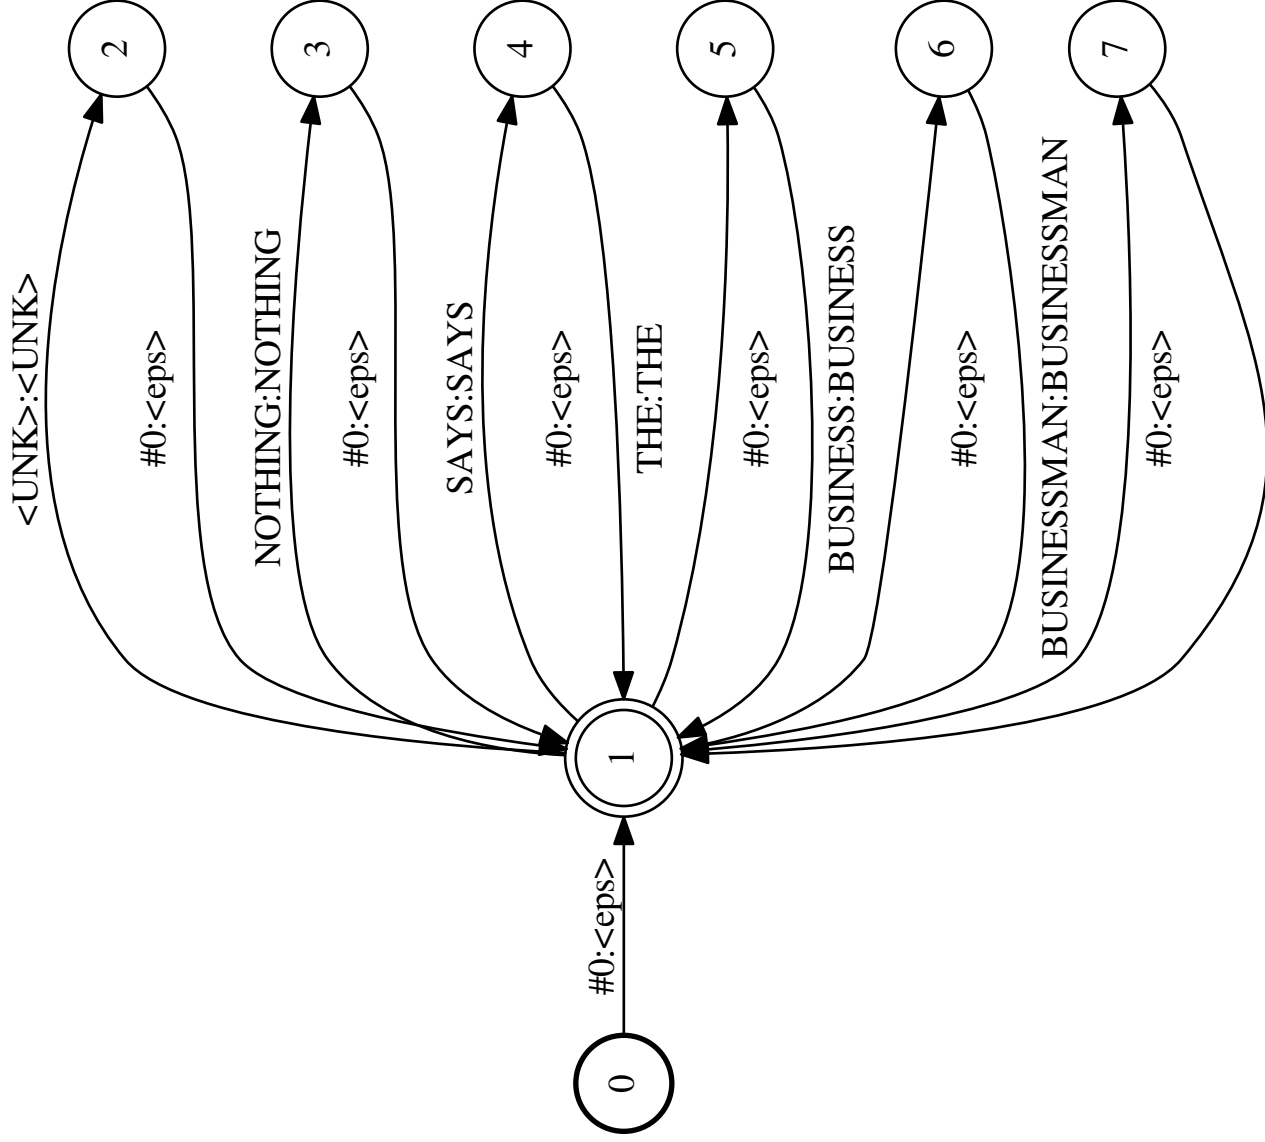 <UNK>:<UNK>
2
#0:<eps>
NOTHING:NOTHING
3
#0:<eps>
SAYS:SAYS
4
#0:<eps>
THE:THE
5
#0:<eps>
BUSINESS:BUSINESS
6
#0:<eps>
BUSINESSMAN:BUSINESSMAN
7
#0:<eps>
1
#0:<eps>
0